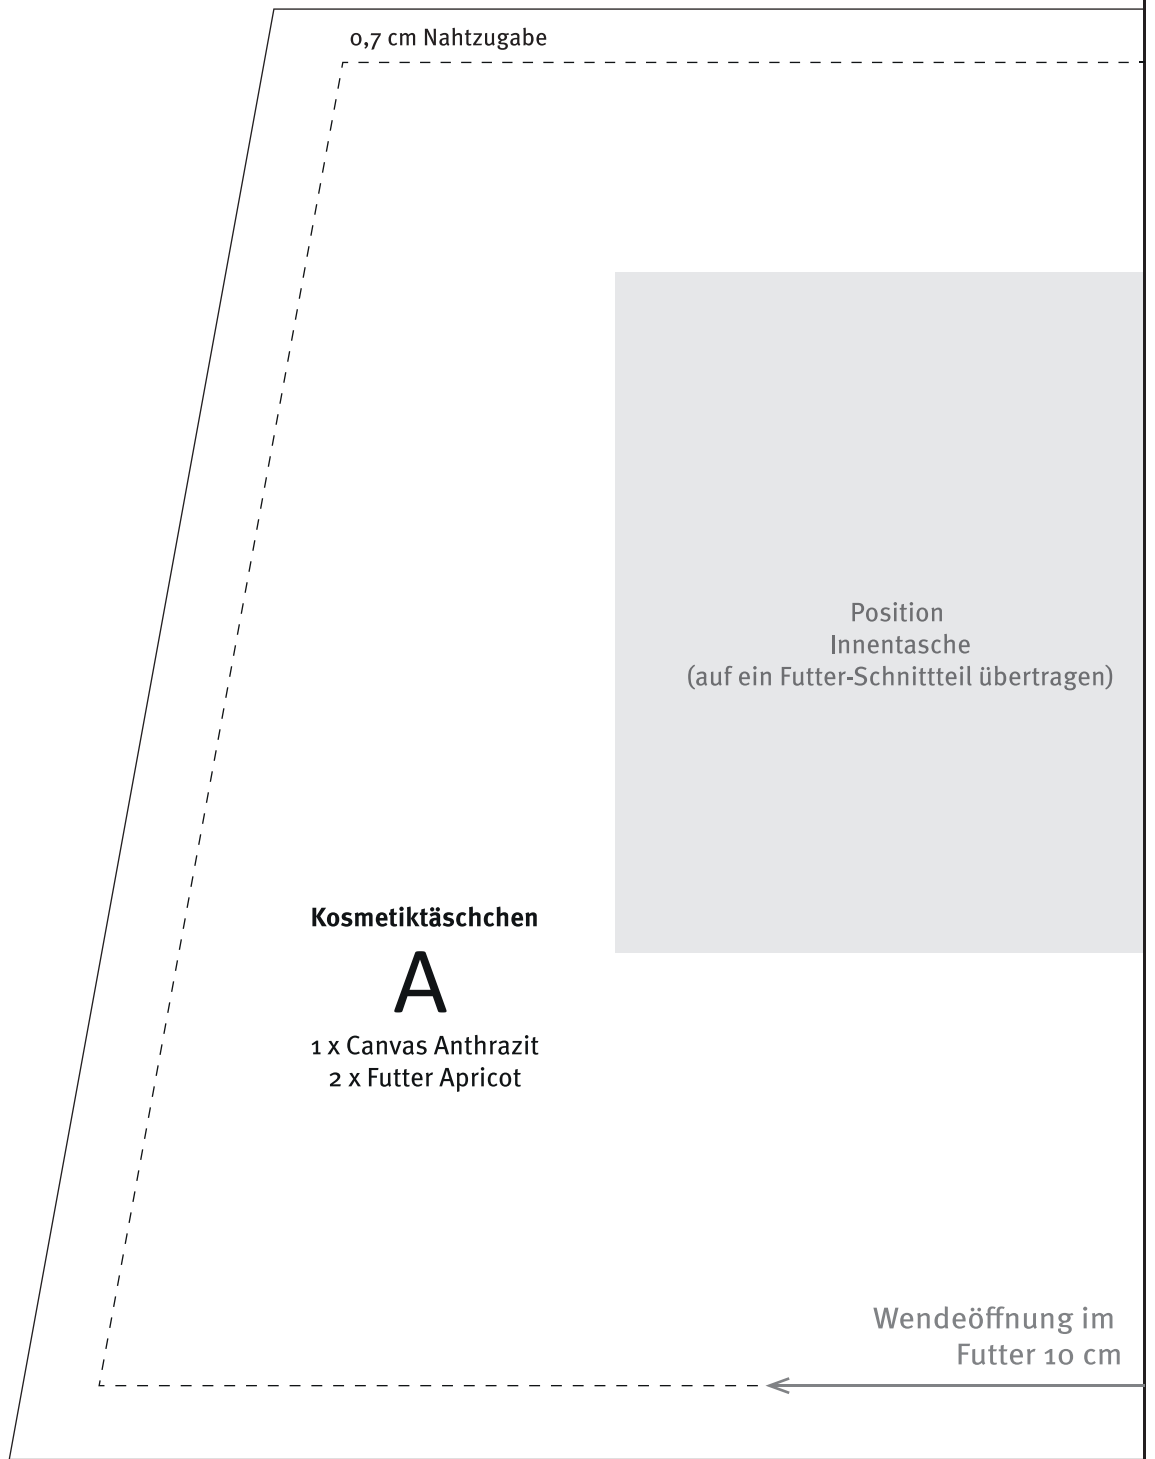 0,7 cm Nahtzugabe
Position
Innentasche
(auf ein Futter-Schnittteil übertragen)
Kosmetiktäschchen
A
1 x Canvas Anthrazit
2 x Futter Apricot
Wendeöffnung im
Futter 10 cm